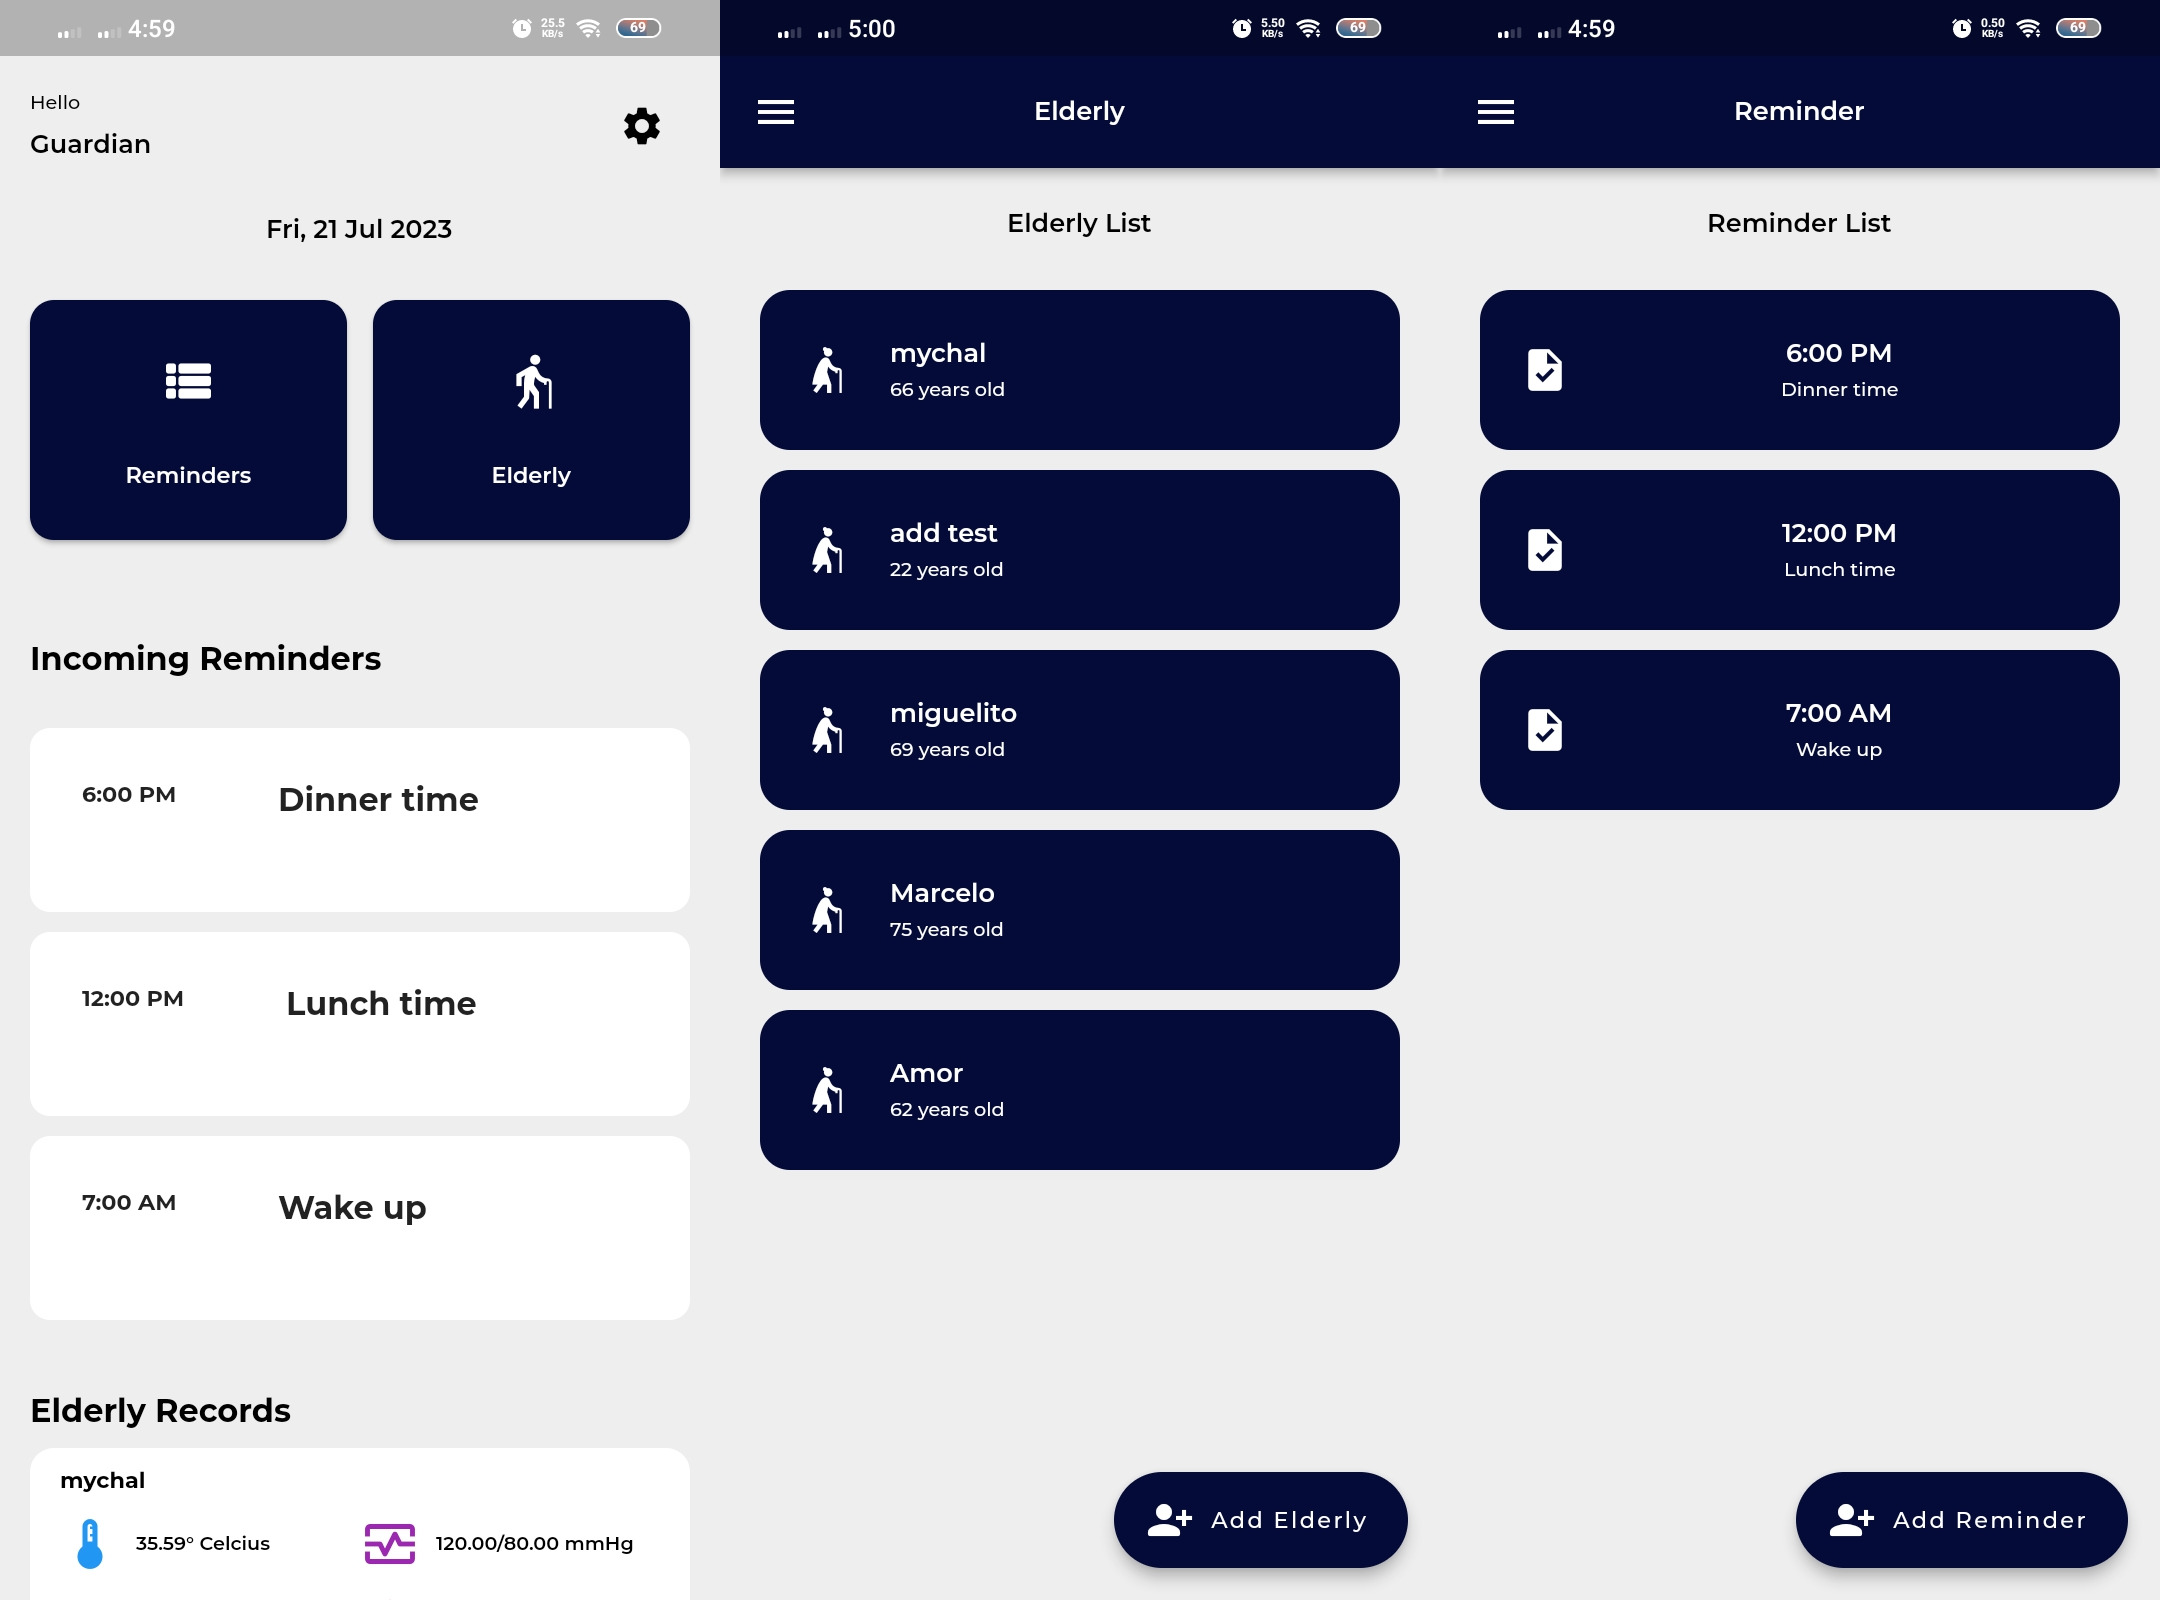 4:59
25.5
KB/s
69
Hello
Guardian
Fri, 21 Jul 2023
Reminders
Elderly
Incoming Reminders
6:00 PM
Dinner time
12:00 PM
Lunch time
7:00 AM
Wake up
Elderly Records
mychal
35.59° Celcius
120.00/80.00 mmHg
5:00
5.50
KB/s
69
Elderly
Elderly List
mychal
66 years old
add test
22 years old
miguelito
69 years old
Marcelo
75 years old
Amor
62 years old
Add Elderly
4:59
0.50
KB/s
69
Reminder
Reminder List
6:00 PM
Dinner time
12:00 PM
Lunch time
7:00 AM
Wake up
Add Reminder